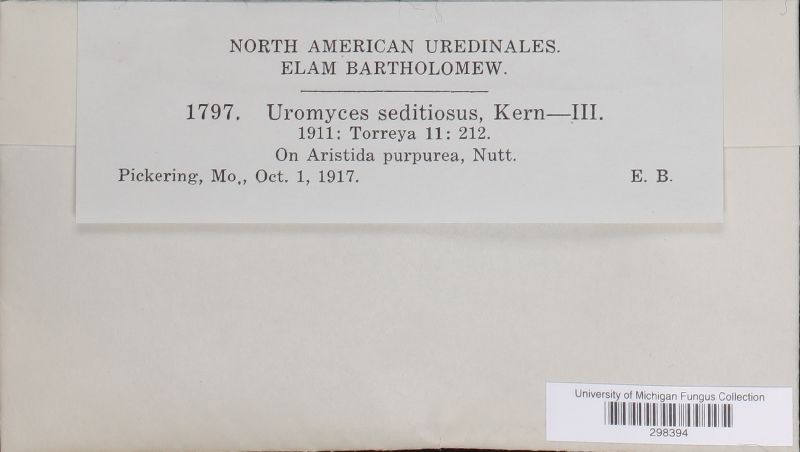 NORTH AMERICAN UREDINALES.
ELAM BARTHOLOMEW.
1797. Uromyces seditiosus, Kern—III.
1911: Torreya 11: 212.
On Aristida purpurea, Nutt.
Pickering, Mo., Oct. 1, 1917. E. B.
University of Michigan Fungus Collection
298394